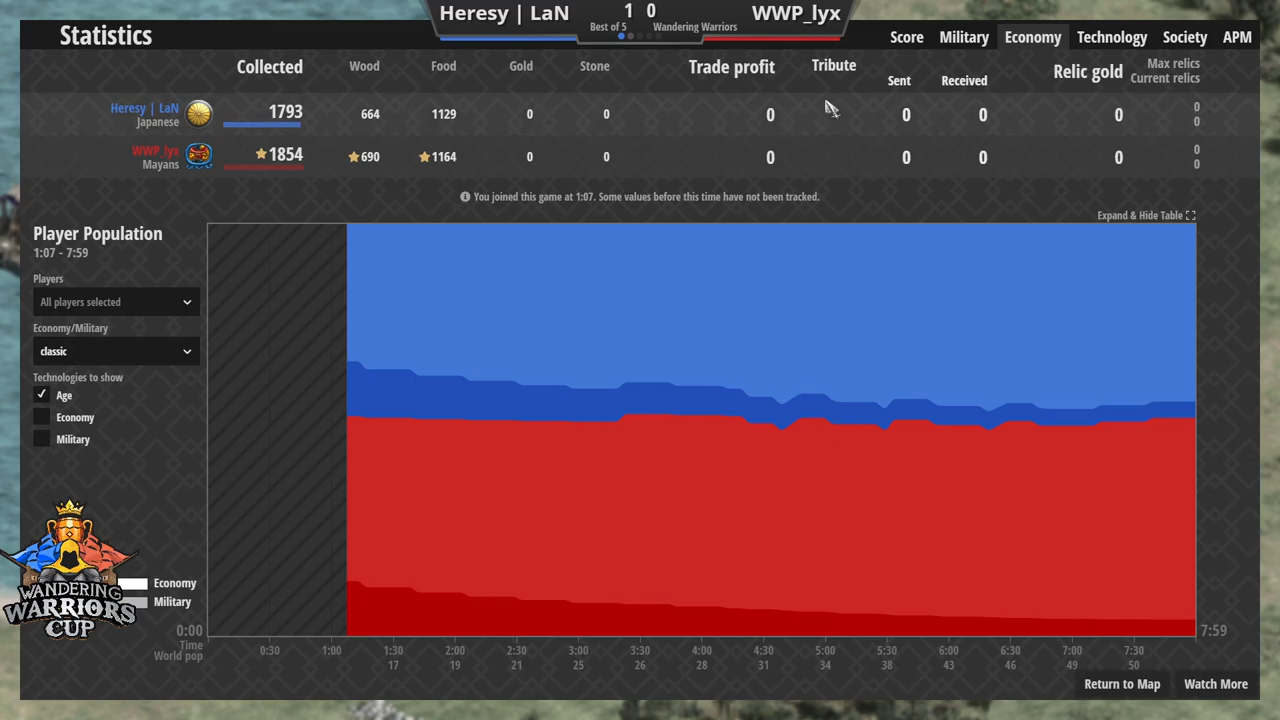 Heresy | LaN 1 0 WWP_lyx
Best of 5 Wandering Warriors
Statistics
Score Military Economy Technology Society APM
Collected Wood Food Gold Stone Trade profit Tribute Sent Received Relic gold Max relics
Current relics
Heresy | LaN 1793 664 1129 0 0 0 0 0 0 0
Japanese 0
WWP_lyx 1854 690 1164 0 0 0 0 0 0 0
Mayans 0
You joined this game at 1:07. Some values before this time have not been tracked.
Expand & Hide Table
Player Population
1:07 - 7:59
Players
All players selected
Economy/Military
classic
Technologies to show
Age
Economy
Military
WANDERING
WARRIORS
CUP
Economy
Military
0:00 7:59
Time 0:30 1:00 1:30 2:00 2:30 3:00 3:30 4:00 4:30 5:00 5:30 6:00 6:30 7:00 7:30
World pop 17 19 21 25 26 28 31 34 38 43 46 49 50
Return to Map Watch More